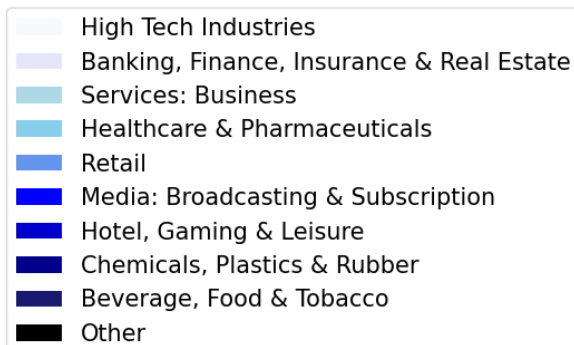 High Tech Industries
Banking, Finance, Insurance & Real Estate
Services: Business
Healthcare & Pharmaceuticals
Retail
Media: Broadcasting & Subscription
Hotel, Gaming & Leisure
Chemicals, Plastics & Rubber
Beverage, Food & Tobacco
Other